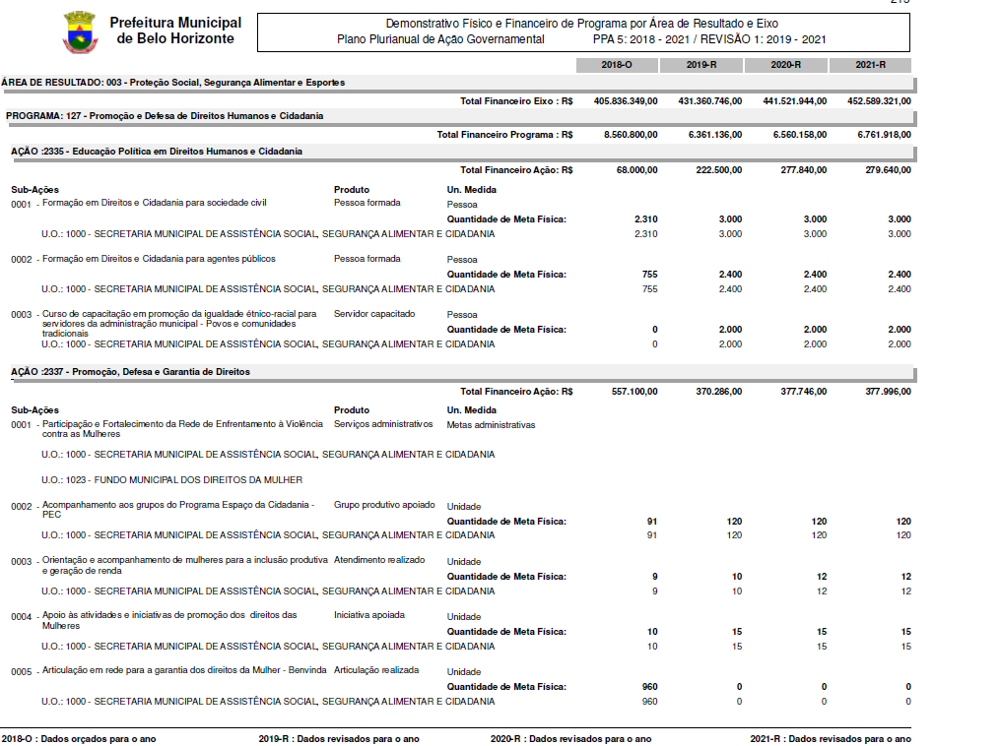 Prefeitura Municipal
de Belo Horizonte
Demonstrativo Físico e Financeiro de Programa por Área de Resultado e Eixo
Plano Plurianual de Ação Governamental PPA 5: 2018 - 2021 / REVISÃO 1: 2019 - 2021
2018-O 2019-R 2020-R 2021-R
ÁREA DE RESULTADO: 003 - Proteção Social, Segurança Alimentar e Esportes
Total Financeiro Eixo : R$ 405.836.349,00 431.360.746,00 441.521.944,00 452.589.321,00
PROGRAMA: 127 - Promoção e Defesa de Direitos Humanos e Cidadania
Total Financeiro Programa : R$ 8.560.800,00 6.361.136,00 6.560.158,00 6.761.918,00
AÇÃO :2335 - Educação Política em Direitos Humanos e Cidadania
Total Financeiro Ação: R$ 68.000,00 222.500,00 277.840,00 279.640,00
Sub-Ações Produto Un. Medida
0001 - Formação em Direitos e Cidadania para sociedade civil Pessoa formada Pessoa
Quantidade de Meta Física: 2.310 3.000 3.000 3.000
U.O.: 1000 - SECRETARIA MUNICIPAL DE ASSISTÊNCIA SOCIAL, SEGURANÇA ALIMENTAR E CIDADANIA 2.310 3.000 3.000 3.000
0002 - Formação em Direitos e Cidadania para agentes públicos Pessoa formada Pessoa
Quantidade de Meta Física: 755 2.400 2.400 2.400
U.O.: 1000 - SECRETARIA MUNICIPAL DE ASSISTÊNCIA SOCIAL, SEGURANÇA ALIMENTAR E CIDADANIA 755 2.400 2.400 2.400
0003 - Curso de capacitação em promoção da igualdade étnico-racial para Servidor capacitado Pessoa
servidores da administração municipal - Povos e comunidades
Quantidade de Meta Física: 0 2.000 2.000 2.000
tradicionais
U.O.: 1000 - SECRETARIA MUNICIPAL DE ASSISTÊNCIA SOCIAL, SEGURANÇA ALIMENTAR E CIDADANIA 0 2.000 2.000 2.000
AÇÃO :2337 - Promoção, Defesa e Garantia de Direitos
Total Financeiro Ação: R$ 557.100,00 370.286,00 377.746,00 377.996,00
Sub-Ações Produto Un. Medida
0001 - Participação e Fortalecimento da Rede de Enfrentamento à Violência Serviços administrativos Metas administrativas
contra as Mulheres
U.O.: 1000 - SECRETARIA MUNICIPAL DE ASSISTÊNCIA SOCIAL, SEGURANÇA ALIMENTAR E CIDADANIA
U.O.: 1023 - FUNDO MUNICIPAL DOS DIREITOS DA MULHER
0002 - Acompanhamento aos grupos do Programa Espaço da Cidadania - Grupo produtivo apoiado Unidade
PEC
Quantidade de Meta Física: 91 120 120 120
U.O.: 1000 - SECRETARIA MUNICIPAL DE ASSISTÊNCIA SOCIAL, SEGURANÇA ALIMENTAR E CIDADANIA 91 120 120 120
0003 - Orientação e acompanhamento de mulheres para a inclusão produtiva Atendimento realizado Unidade
e geração de renda
Quantidade de Meta Física: 9 10 12 12
U.O.: 1000 - SECRETARIA MUNICIPAL DE ASSISTÊNCIA SOCIAL, SEGURANÇA ALIMENTAR E CIDADANIA 9 10 12 12
0004 - Apoio às atividades e iniciativas de promoção dos direitos das Iniciativa apoiada Unidade
Mulheres
Quantidade de Meta Física: 10 15 15 15
U.O.: 1000 - SECRETARIA MUNICIPAL DE ASSISTÊNCIA SOCIAL, SEGURANÇA ALIMENTAR E CIDADANIA 10 15 15 15
0005 - Articulação em rede para a garantia dos direitos da Mulher - Benvinda Articulação realizada Unidade
Quantidade de Meta Física: 960 0 0 0
U.O.: 1000 - SECRETARIA MUNICIPAL DE ASSISTÊNCIA SOCIAL, SEGURANÇA ALIMENTAR E CIDADANIA 960 0 0 0
2018-O : Dados orçados para o ano 2019-R : Dados revisados para o ano 2020-R : Dados revisados para o ano 2021-R : Dados revisados para o ano